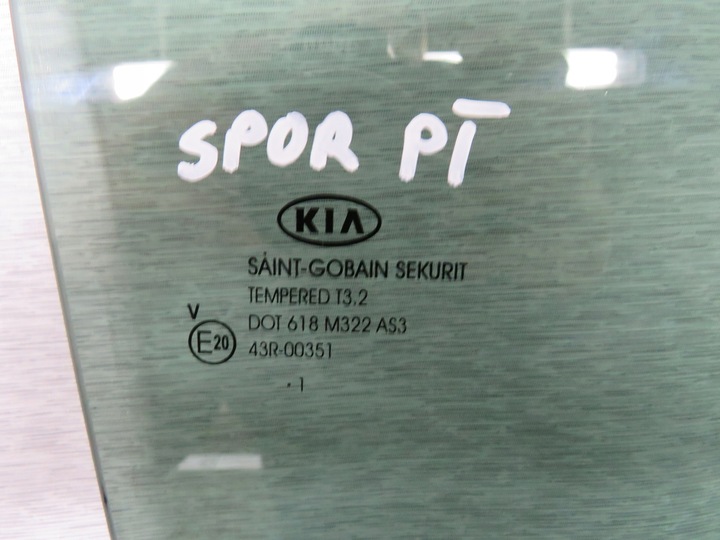 SPOR PT
KIA
SAINT-GOBAIN SEKURIT
TEMPERED T3.2
DOT 618 M322 AS3
43R-00351
V
E20
. 1